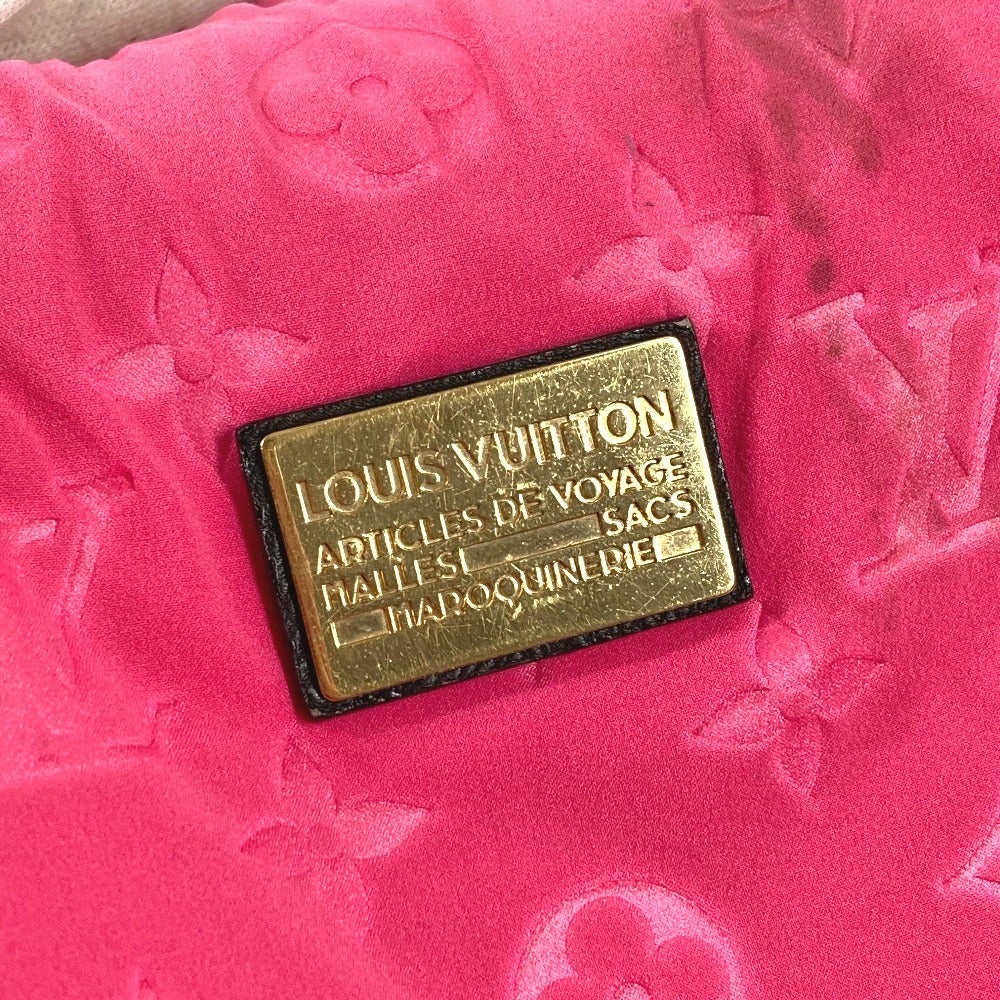 LOUIS VUITTON
ARTICLES DE VOYAGE
MALLES SACS
MAROQUINERIE